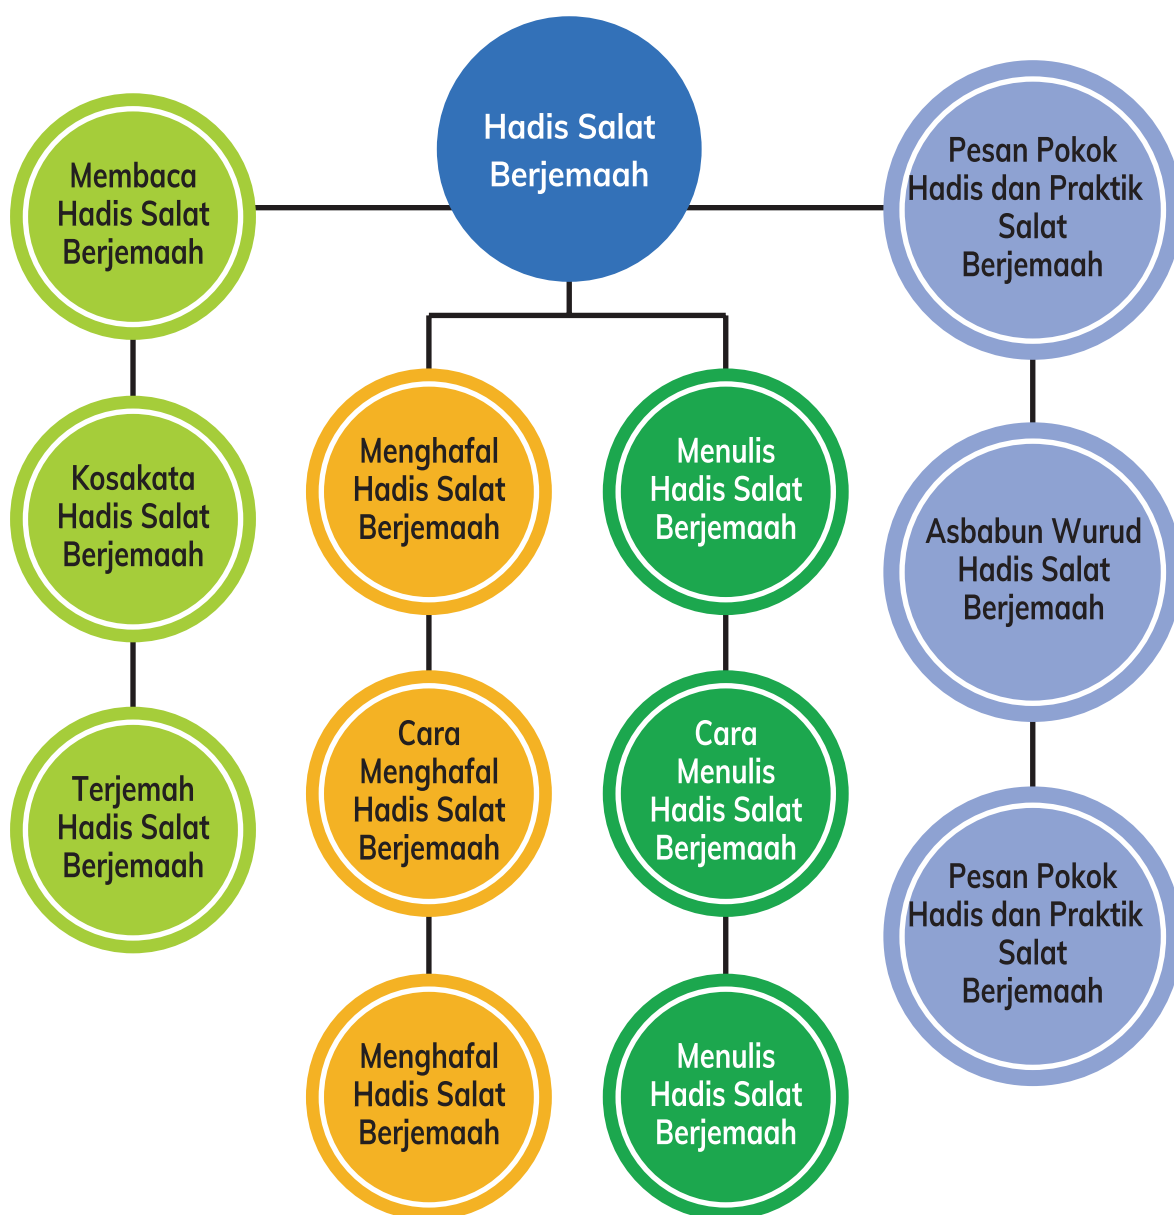 Hadis Salat
Berjemaah
Membaca
Hadis Salat
Berjemaah
Kosakata
Hadis Salat
Berjemaah
Terjemah
Hadis Salat
Berjemaah
Menghafal
Hadis Salat
Berjemaah
Cara
Menghafal
Hadis Salat
Berjemaah
Menghafal
Hadis Salat
Berjemaah
Menulis
Hadis Salat
Berjemaah
Cara
Menulis
Hadis Salat
Berjemaah
Menulis
Hadis Salat
Berjemaah
Pesan Pokok
Hadis dan Praktik
Salat
Berjemaah
Asbabun Wurud
Hadis Salat
Berjemaah
Pesan Pokok
Hadis dan Praktik
Salat
Berjemaah